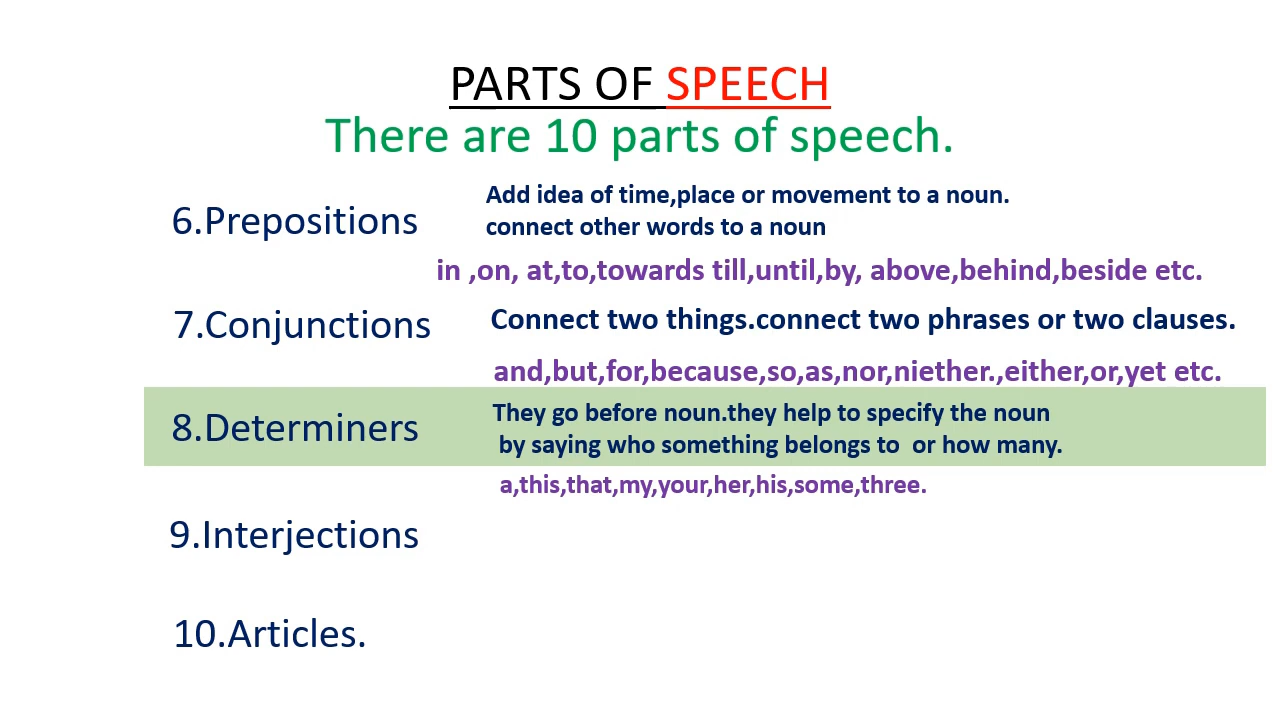 PARTS OF SPEECH
There are 10 parts of speech.
6.Prepositions
Add idea of time,place or movement to a noun.
connect other words to a noun
in ,on, at,to,towards till,until,by, above,behind,beside etc.
7.Conjunctions
Connect two things.connect two phrases or two clauses.
and,but,for,because,so,as,nor,niether.,either,or,yet etc.
8.Determiners
They go before noun.they help to specify the noun
by saying who something belongs to  or how many.
a,this,that,my,your,her,his,some,three.
9.Interjections
10.Articles.